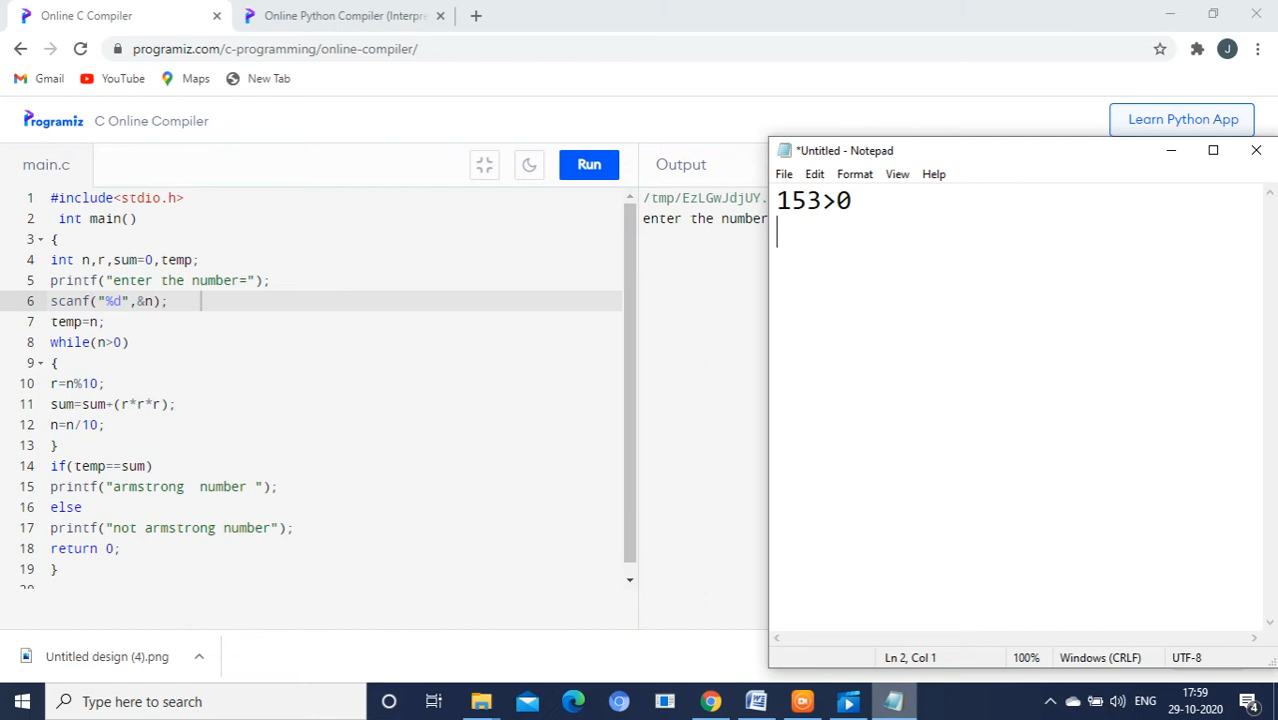 Online C Compiler
Online Python Compiler (Interpre
programiz.com/c-programming/online-compiler/
J
Gmail YouTube Maps New Tab
Programiz C Online Compiler
Learn Python App
main.c
Run
Output
1 #include<stdio.h>
2 int main()
3 {
4 int n,r,sum=0,temp;
5 printf("enter the number=");
6 scanf("%d",&n);
7 temp=n;
8 while(n>0)
9 {
10 r=n%10;
11 sum=sum+(r*r*r);
12 n=n/10;
13 }
14 if(temp==sum)
15 printf("armstrong  number ");
16 else
17 printf("not armstrong number");
18 return 0;
19 }
/tmp/EzLGwJdjUY.
enter the number
*Untitled - Notepad
File Edit Format View Help
153>0
Ln 2, Col 1 100% Windows (CRLF) UTF-8
Untitled design (4).png
Type here to search
ENG
17:59
29-10-2020
4